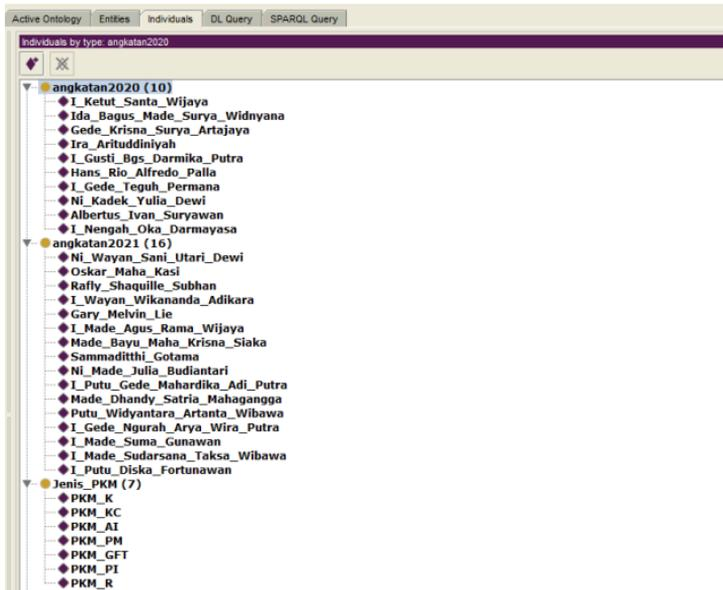 Active Ontology Entities Individuals DL Query SPARQL Query
Individuals by type: angkatan2020
angkatan2020 (10)
I_Ketut_Santa_Wijaya
Ida_Bagus_Made_Surya_Widnyana
Gede_Krisna_Surya_Artajaya
Ira_Arituddiniyah
I_Gusti_Bgs_Darmika_Putra
Hans_Rio_Alfredo_Palla
I_Gede_Teguh_Permana
Ni_Kadek_Yulia_Dewi
Albertus_Ivan_Suryawan
I_Nengah_Oka_Darmayasa
angkatan2021 (16)
Ni_Wayan_Sani_Utari_Dewi
Oskar_Maha_Kasi
Rafly_Shaquille_Subhan
I_Wayan_Wikananda_Adikara
Gary_Melvin_Lie
I_Made_Agus_Rama_Wijaya
Made_Bayu_Maha_Krisna_Siaka
Sammaditthi_Gotama
Ni_Made_Julia_Budiantari
I_Putu_Gede_Mahardika_Adi_Putra
Made_Dhandy_Satria_Mahagangga
Putu_Widyantara_Artanta_Wibawa
I_Gede_Ngurah_Arya_Wira_Putra
I_Made_Suma_Gunawan
I_Made_Sudarsana_Taksa_Wibawa
I_Putu_Diska_Fortunawan
Jenis_PKM (7)
PKM_K
PKM_KC
PKM_AI
PKM_PM
PKM_GFT
PKM_PI
PKM_R